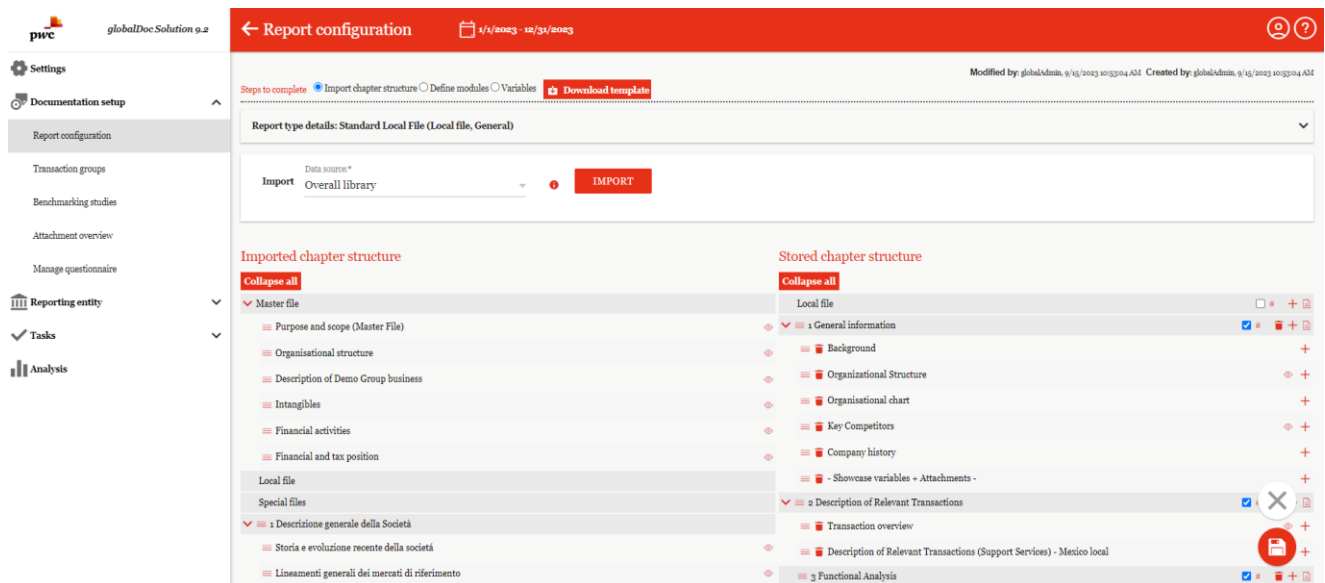 pwc
globalDoc Solution 9.2
Report configuration
1/1/2023 - 12/31/2023
Settings
Documentation setup
Report configuration
Transaction groups
Benchmarking studies
Attachment overview
Manage questionnaire
Reporting entity
Tasks
Analysis
Modified by: globalAdmin, 9/15/2023 10:53:04 AM Created by: globalAdmin, 9/15/2023 10:53:04 AM
Steps to complete Import chapter structure Define modules Variables Download template
Report type details: Standard Local File (Local file, General)
Data source:*
Import Overall library IMPORT
Imported chapter structure
Collapse all
Master file
Purpose and scope (Master File)
Organisational structure
Description of Demo Group business
Intangibles
Financial activities
Financial and tax position
Local file
Special files
1 Descrizione generale della Società
Storia e evoluzione recente della societá
Lineamenti generali dei mercati di riferimento
Stored chapter structure
Collapse all
Local file #
1 General information #
Background
Organizational Structure
Organisational chart
Key Competitors
Company history
- Showcase variables + Attachments -
2 Description of Relevant Transactions
Transaction overview
Description of Relevant Transactions (Support Services) - Mexico local
3 Functional Analysis #